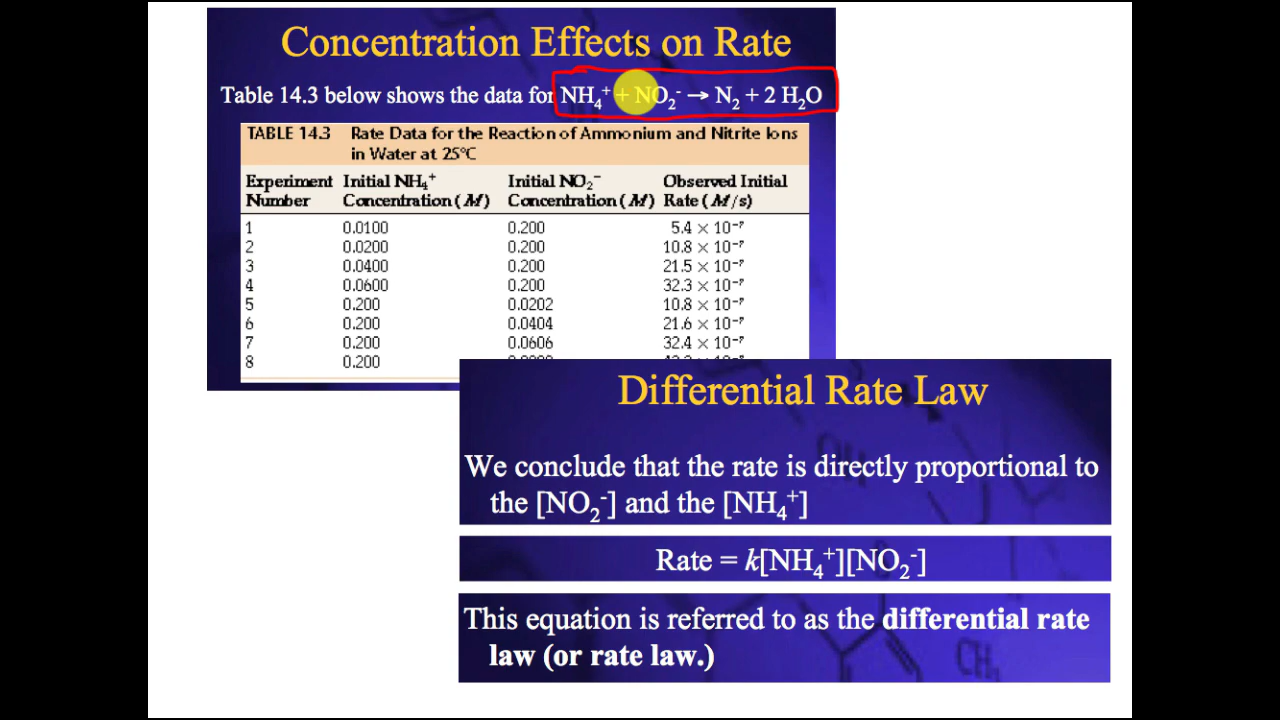 Concentration Effects on Rate
Table 14.3 below shows the data for NH₄⁺ + NO₂⁻ → N₂ + 2 H₂O
TABLE 14.3 Rate Data for the Reaction of Ammonium and Nitrite Ions
in Water at 25°C
Experiment Initial NH₄⁺ Initial NO₂⁻ Observed Initial
Number Concentration (M) Concentration (M) Rate (M/s)
1 0.0100 0.200 5.4 × 10⁻⁷
2 0.0200 0.200 10.8 × 10⁻⁷
3 0.0400 0.200 21.5 × 10⁻⁷
4 0.0600 0.200 32.3 × 10⁻⁷
5 0.200 0.0202 10.8 × 10⁻⁷
6 0.200 0.0404 21.6 × 10⁻⁷
7 0.200 0.0606 32.4 × 10⁻⁷
8 0.200
Differential Rate Law
We conclude that the rate is directly proportional to
the [NO₂⁻] and the [NH₄⁺]
Rate = k[NH₄⁺][NO₂⁻]
This equation is referred to as the differential rate
law (or rate law.)